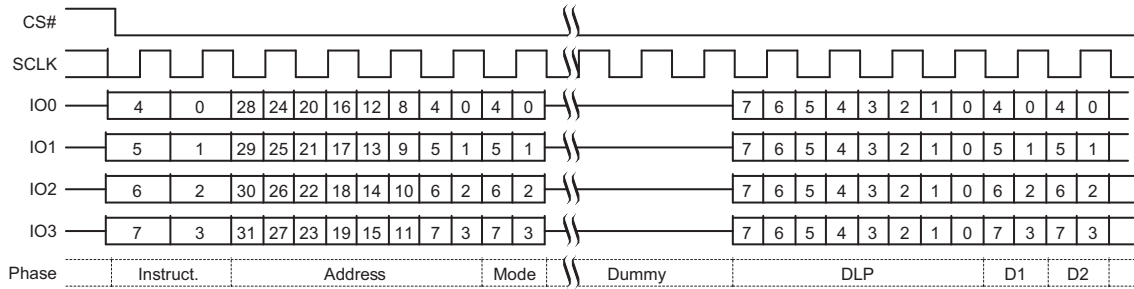 CS#
SCLK
IO0 4 0 28 24 20 16 12 8 4 0 4 0 7 6 5 4 3 2 1 0 4 0 4 0
IO1 5 1 29 25 21 17 13 9 5 1 5 1 7 6 5 4 3 2 1 0 5 1 5 1
IO2 6 2 30 26 22 18 14 10 6 2 6 2 7 6 5 4 3 2 1 0 6 2 6 2
IO3 7 3 31 27 23 19 15 11 7 3 7 3 7 6 5 4 3 2 1 0 7 3 7 3
Phase Instruct. Address Mode Dummy DLP D1 D2